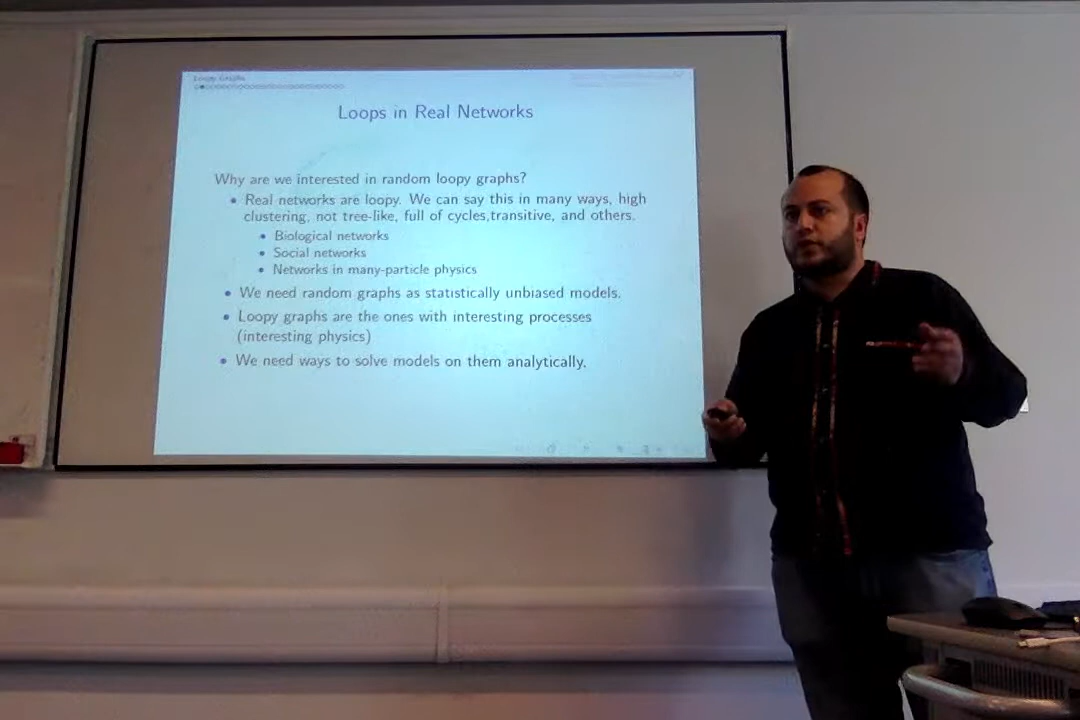 Loopy Graphs
Loops in Real Networks
Why are we interested in random loopy graphs?
Real networks are loopy. We can say this in many ways, high
clustering, not tree-like, full of cycles,transitive, and others.
Biological networks
Social networks
Networks in many-particle physics
We need random graphs as statistically unbiased models.
Loopy graphs are the ones with interesting processes
(interesting physics)
We need ways to solve models on them analytically.